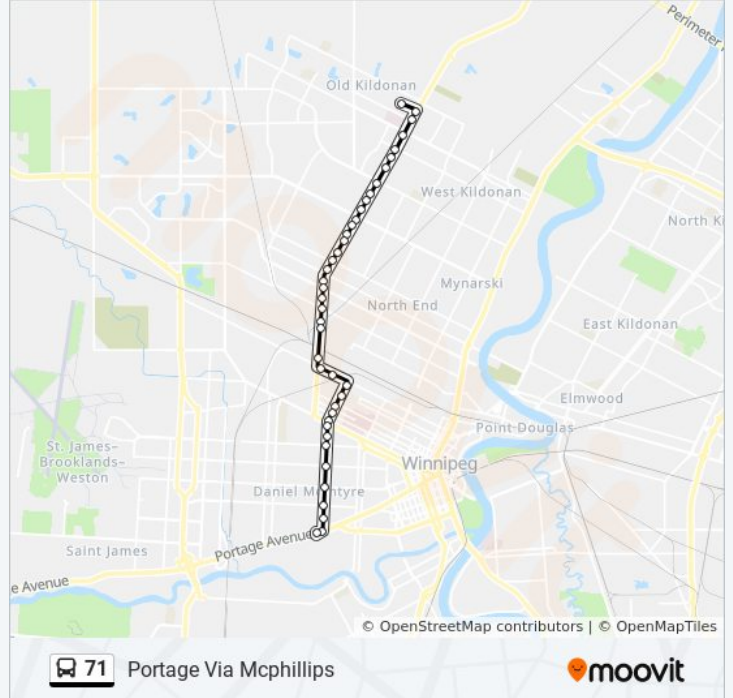 Perimeter
Old Kildonan
West Kildonan
North Ki
Mynarski
North End
East Kildonan
Elmwood
Point Douglas
St. James–
Brooklands–
Weston
Winnipeg
Daniel McIntyre
Portage Avenue
Saint James
e Avenue
© OpenStreetMap contributors | © OpenMapTiles
71 Portage Via Mcphillips
moovit